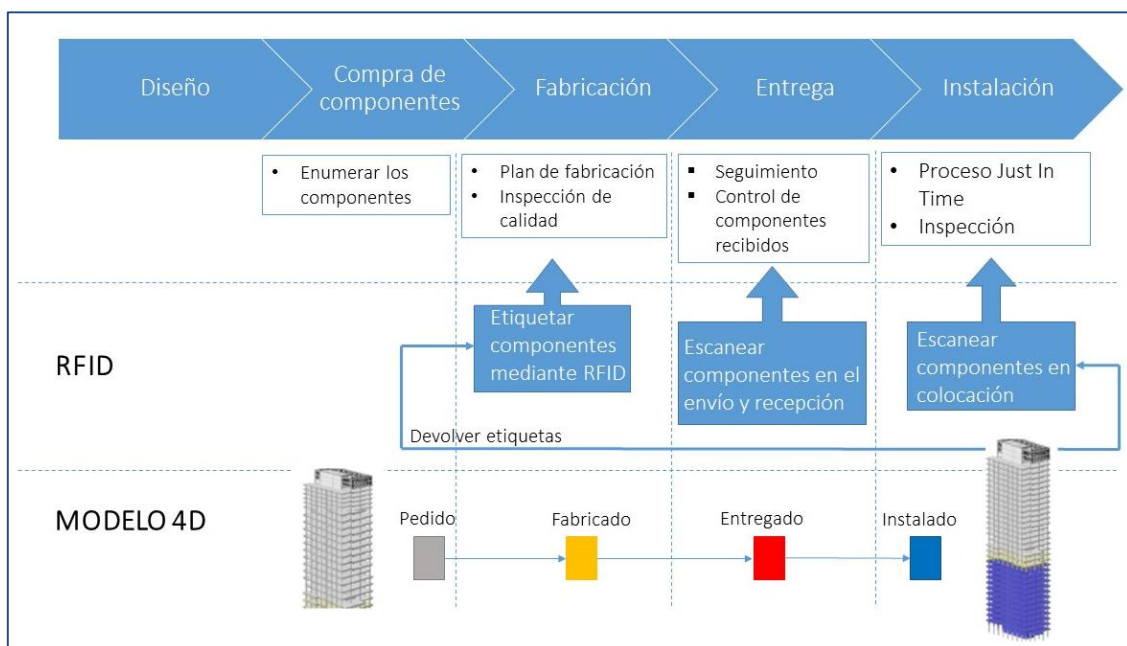 Diseño
Compra de
componentes
Fabricación
Entrega
Instalación
• Enumerar los
componentes
• Plan de fabricación
• Inspección de
calidad
▪ Seguimiento
▪ Control de
componentes
recibidos
• Proceso Just In
Time
• Inspección
RFID
Etiquetar
componentes
mediante RFID
Escanear
componentes en el
envío y recepción
Escanear
componentes en
colocación
Devolver etiquetas
MODELO 4D
Pedido
Fabricado
Entregado
Instalado